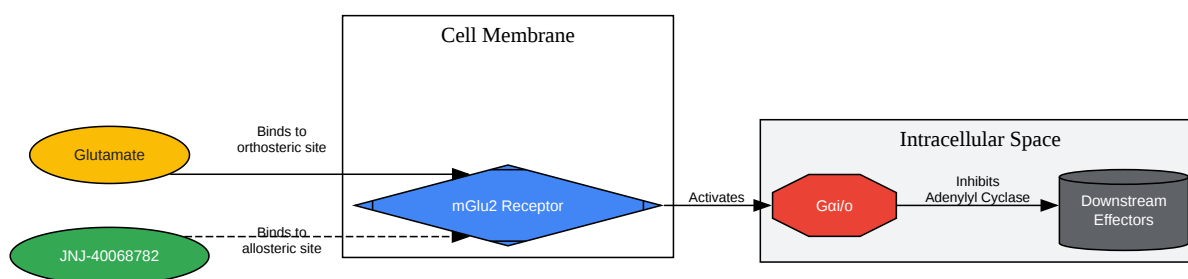 Cell Membrane
Binds to
orthosteric site
Glutamate
Intracellular Space
mGlu2 Receptor
Activates
Gαi/o
Inhibits
Adenylyl Cyclase
Downstream
Effectors
Binds to
allosteric site
JNJ-40068782